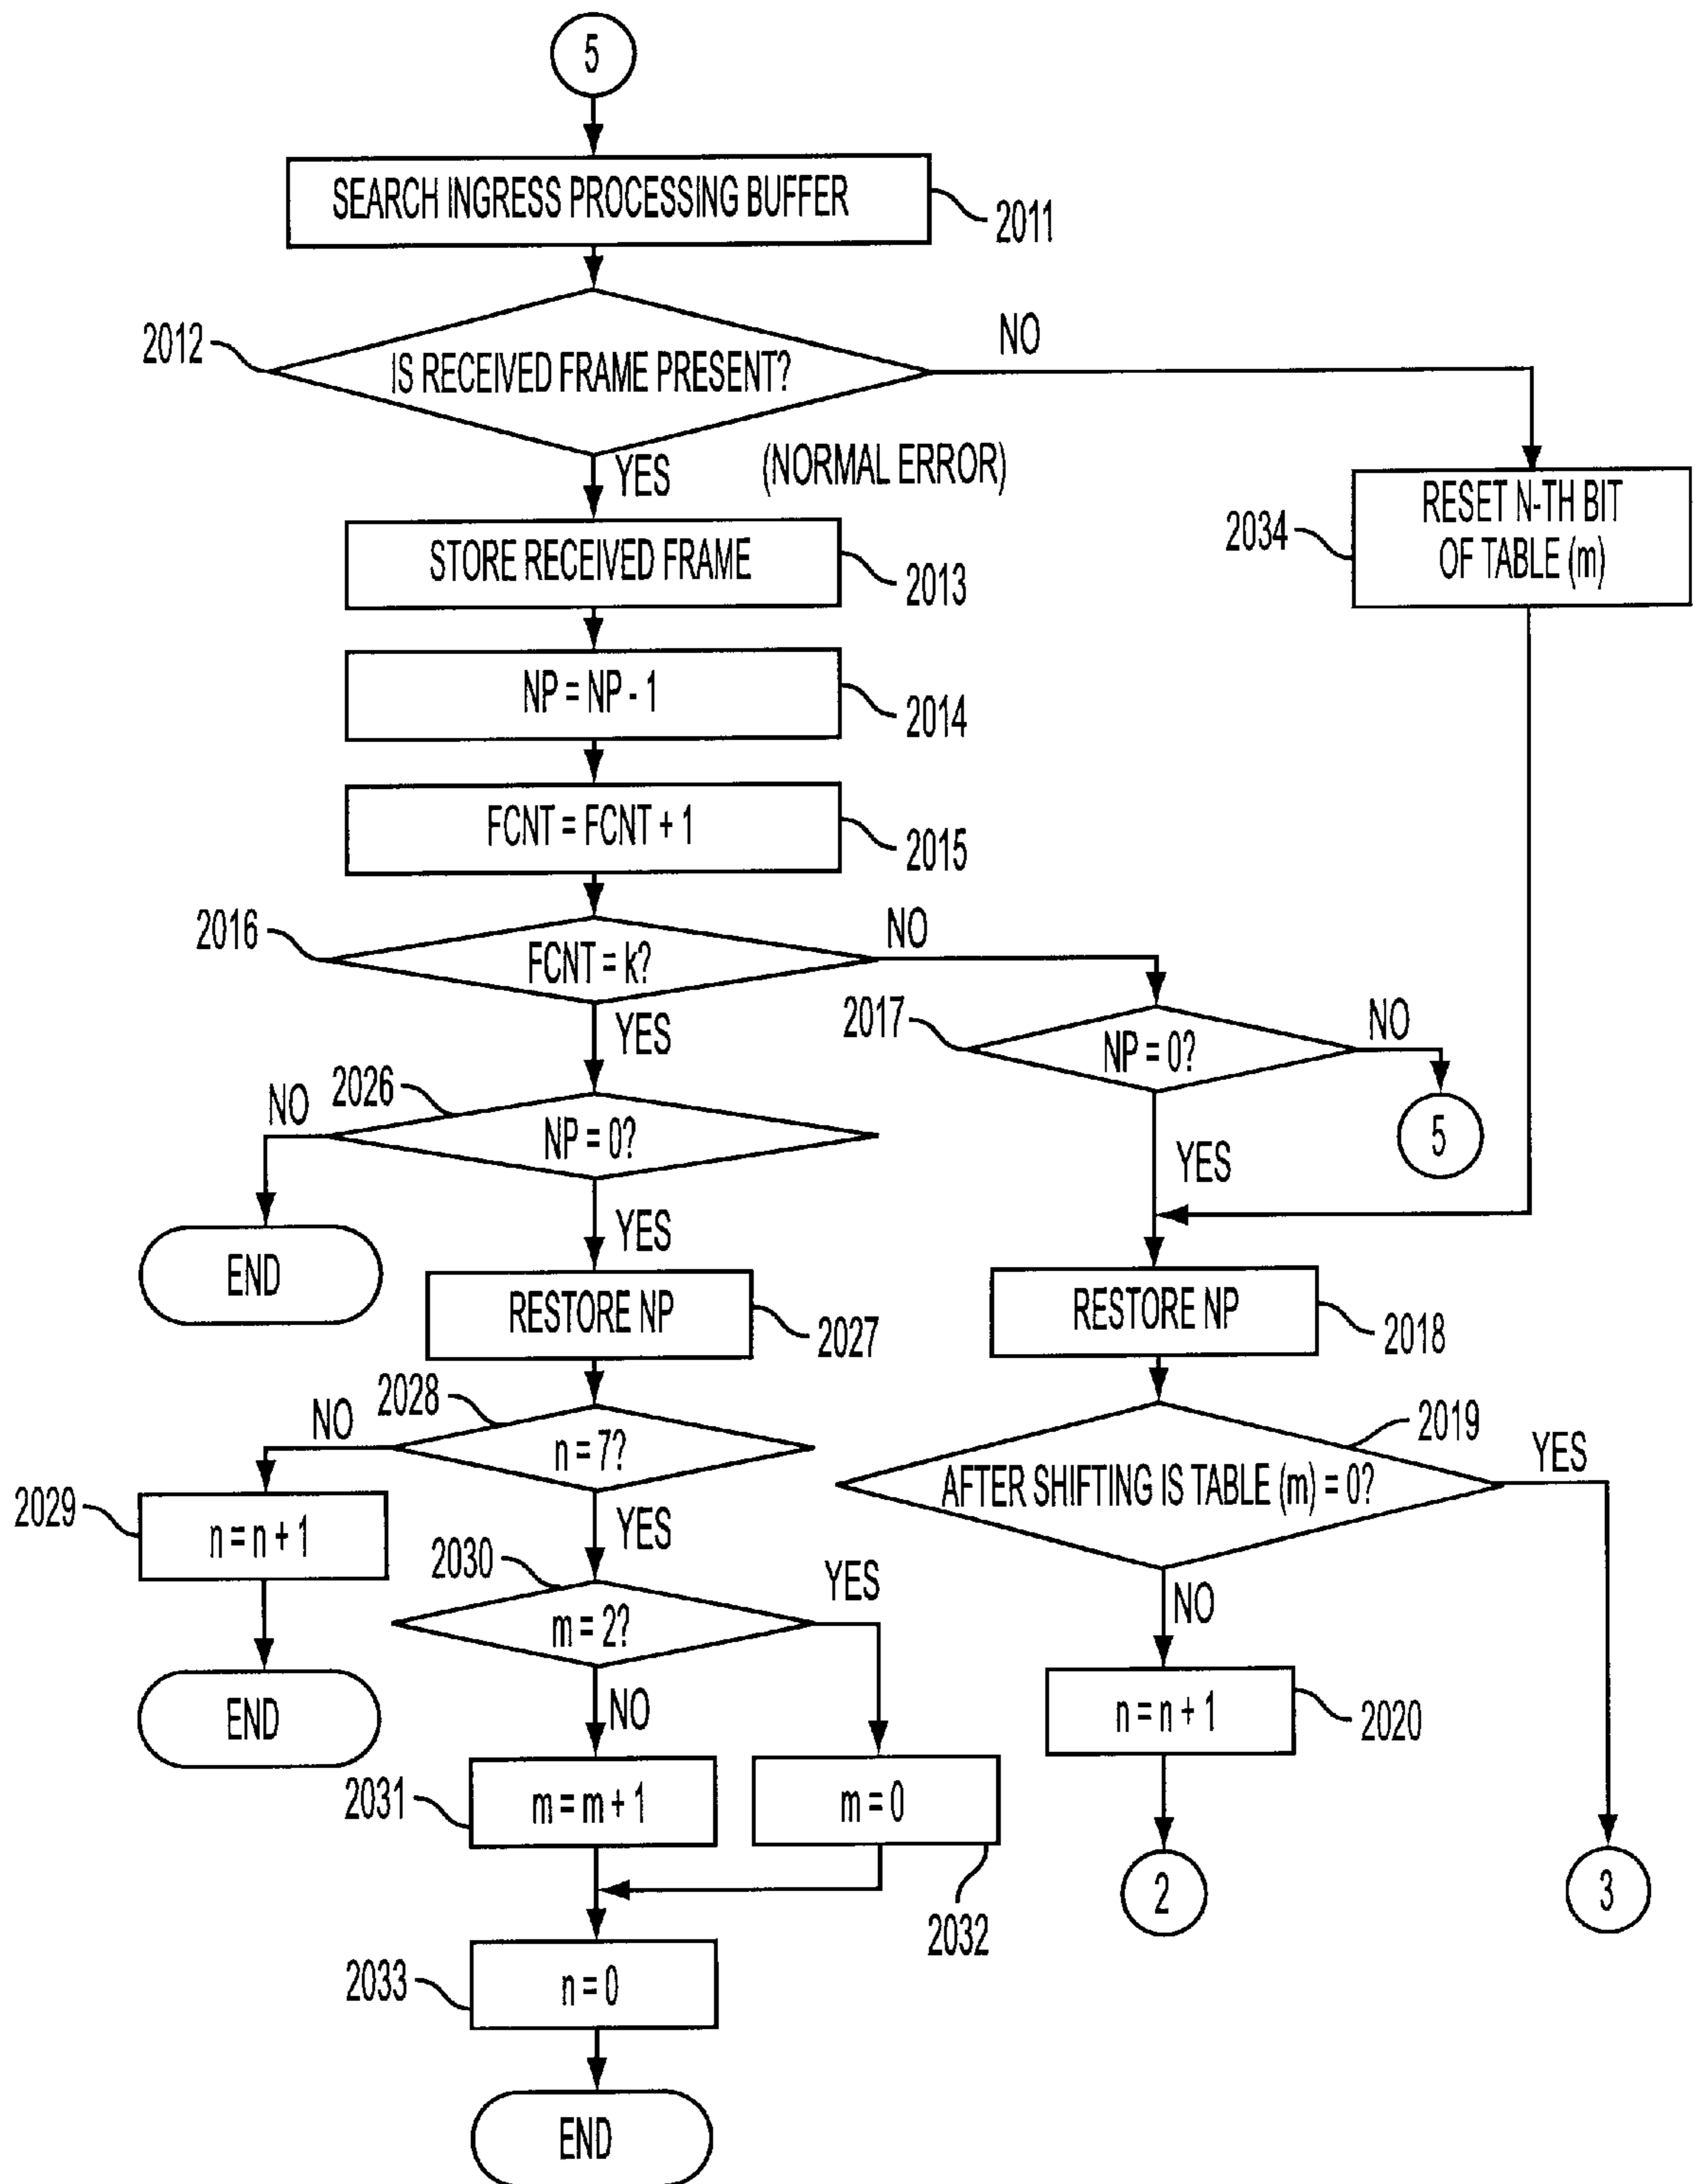 5
SEARCH INGRESS PROCESSING BUFFER
2011
2012
IS RECEIVED FRAME PRESENT?
NO
YES
(NORMAL ERROR)
STORE RECEIVED FRAME
2013
2034
RESET N-TH BIT
OF TABLE (m)
NP = NP - 1
2014
FCNT = FCNT + 1
2015
2016
FCNT = k?
NO
YES
2017
NP = 0?
NO
5
YES
2026
NO
NP = 0?
END
YES
RESTORE NP
2027
RESTORE NP
2018
2028
NO
n = 7?
YES
2019
AFTER SHIFTING IS TABLE (m) = 0?
YES
NO
2029
n = n + 1
END
2030
m = 2?
YES
NO
n = n + 1
2020
2031
m = m + 1
m = 0
2032
2
3
2033
n = 0
END